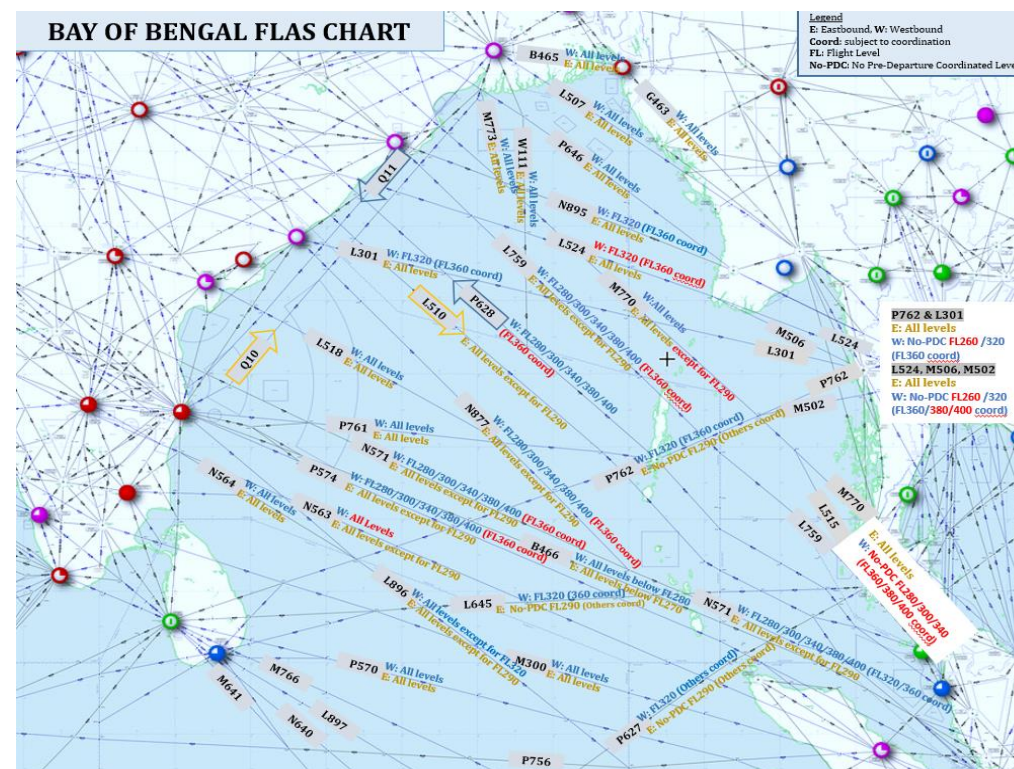 BAY OF BENGAL FLAS CHART
Legend
E: Eastbound, W: Westbound
Coord: subject to coordination
FL: Flight Level
No-PDC: No Pre-Departure Coordinated Leve
B465
W: All levels
E: All levels
L507
W: All levels
E: All levels
G463
W: All levels
E: All levels
M773
W: All levels
E: All levels
W111
W: All levels
E: All levels
P646
W: All levels
E: All levels
Q11
N895
W: FL320 (FL360 coord)
E: All levels
L524
W: FL320 (FL360 coord)
E: All levels
L301
W: FL320 (FL360 coord)
E: All levels
L759
W: FL280/300/340/380/400 (FL360 coord)
E: All levels except for FL290
M770
W:All levels
E: All levels except for FL290
P628
W: FL280/300/340/380/400
(FL360 coord)
L510
E: All levels except for FL290
Q10
M506
L301
L524
P762
M502
P762 & L301
E: All levels
W: No-PDC FL260 /320
(FL360 coord)
L524, M506, M502
E: All levels
W: No-PDC FL260 /320
(FL360/380/400 coord)
L518
W: All levels
E: All levels
P761
W: All levels
E: All levels
N877
W: FL280/300/340/380/400 (FL360 coord)
E: All levels except for FL290
P762
W: FL320 (FL360 coord)
E: No-PDC FL290 (Others coord)
N571
W: FL280/300/340/380/400 (FL360 coord)
E: All levels except for FL290
P574
W: FL280/300/340/380/400 (FL360 coord)
E: All levels except for FL290
N564
W: All levels
E: All levels
N563
W: All Levels
E: All levels except for FL290
B466
W: All levels below FL280
E: All levels below FL270
M770
L515
L759
E: All levels
W: No-PDC FL280/300/340
(FL360/380/400 coord)
L896
W: All levels except for FL320
E: All levels except for FL290
L645
W: FL320 (360 coord)
E: No-PDC FL290 (Others coord)
N571
W: FL280/300/340/380/400 (FL320/360 coord)
E: All levels except for FL290
P570
W: All levels
E: All levels
M300
W: All levels
E: All levels
P627
W: FL320 (Others coord)
E: No-PDC FL290 (Others coord)
M766
M641
N640
L897
P756